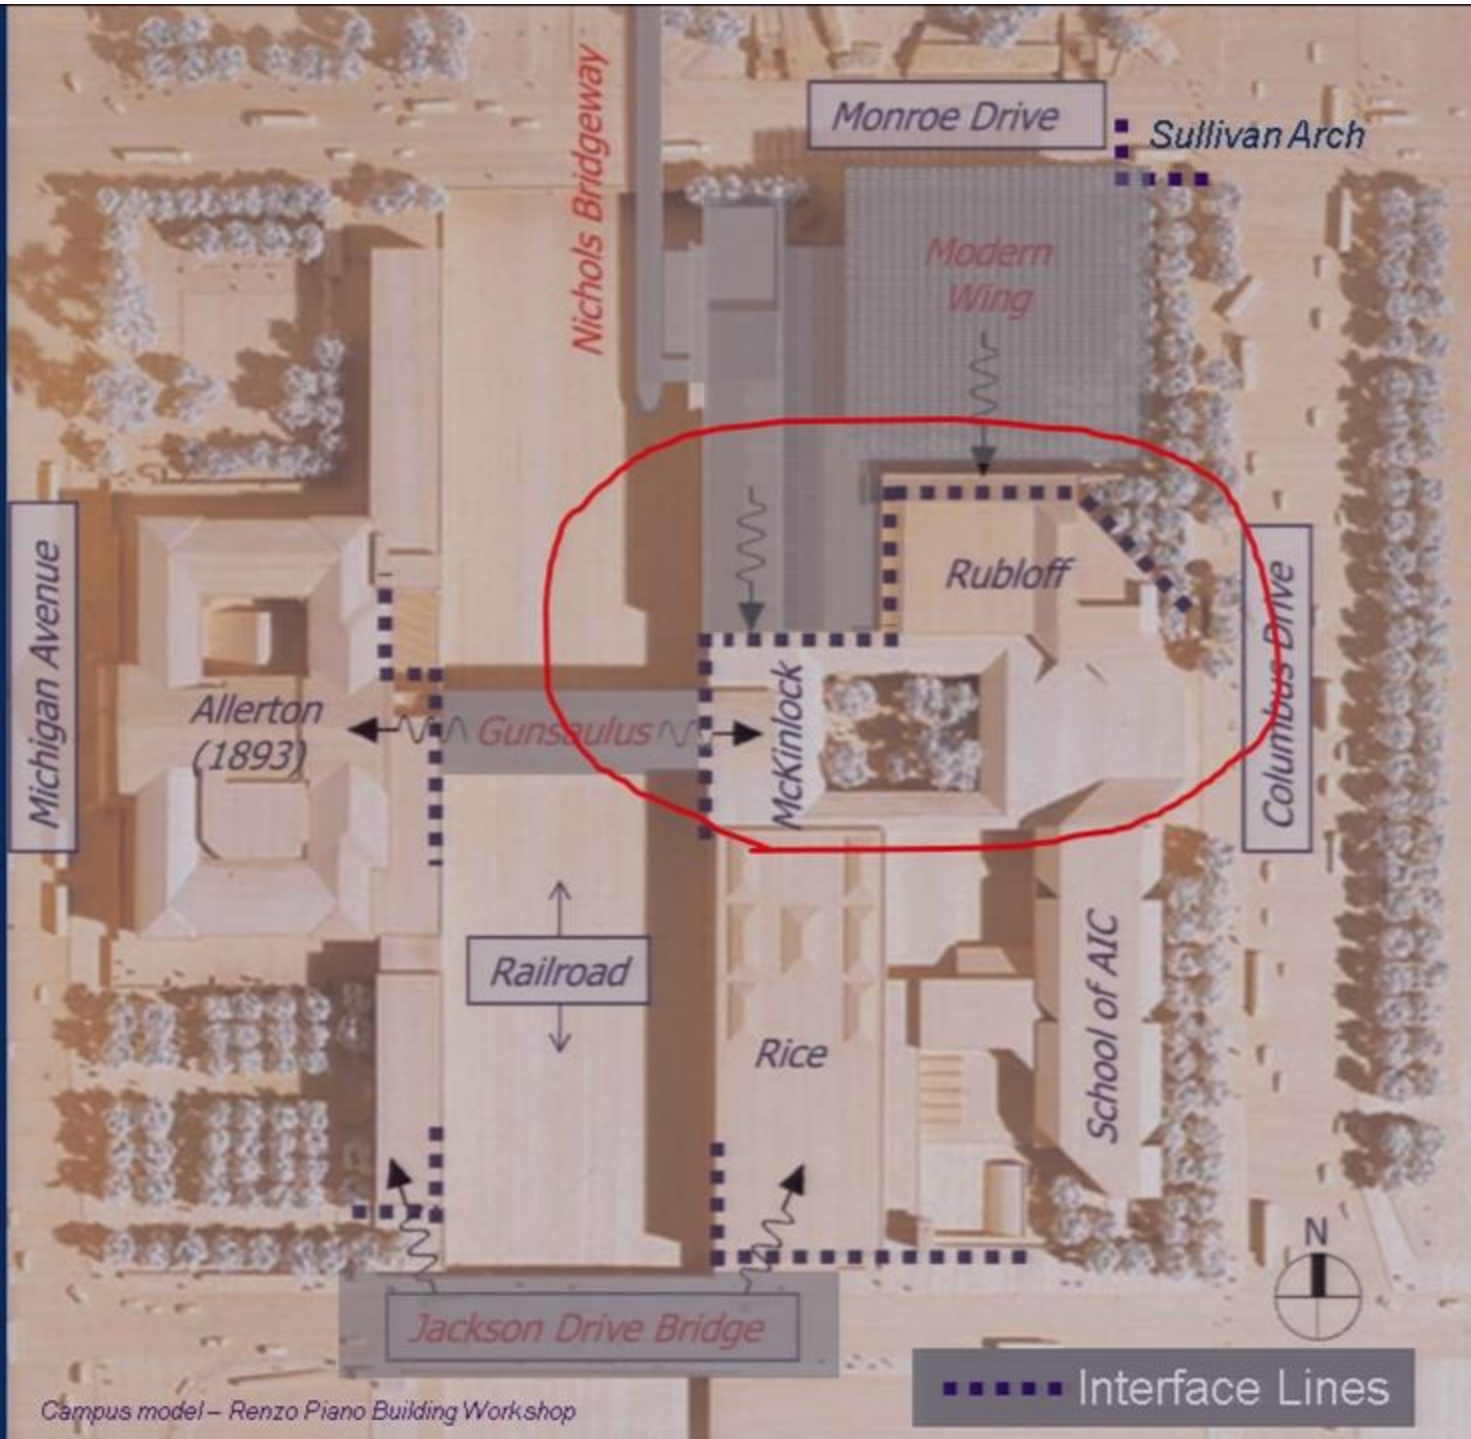 Monroe Drive
Sullivan Arch
Nichols Bridgeway
Modern
Wing
Rubloff
Michigan Avenue
Allerton
(1893)
Gunsaulus
McKinlock
Columbus Drive
Railroad
Rice
School of AIC
N
Jackson Drive Bridge
Interface Lines
Campus model – Renzo Piano Building Workshop